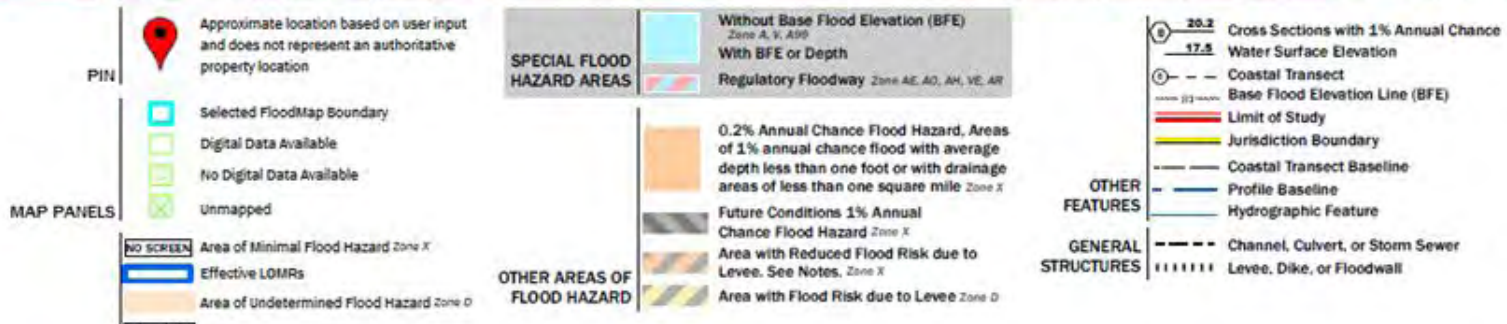 PIN
Approximate location based on user input
and does not represent an authoritative
property location
MAP PANELS
Selected FloodMap Boundary
Digital Data Available
No Digital Data Available
Unmapped
NO SCREEN Area of Minimal Flood Hazard Zone X
Effective LOMRs
Area of Undetermined Flood Hazard Zone D
SPECIAL FLOOD
HAZARD AREAS
Without Base Flood Elevation (BFE)
Zone A, V, A99
With BFE or Depth
Regulatory Floodway Zone AE, AO, AH, VE, AR
OTHER AREAS OF
FLOOD HAZARD
0.2% Annual Chance Flood Hazard, Areas
of 1% annual chance flood with average
depth less than one foot or with drainage
areas of less than one square mile Zone X
Future Conditions 1% Annual
Chance Flood Hazard Zone X
Area with Reduced Flood Risk due to
Levee. See Notes. Zone X
Area with Flood Risk due to Levee Zone D
OTHER
FEATURES
20.2 Cross Sections with 1% Annual Chance
17.5 Water Surface Elevation
Coastal Transect
Base Flood Elevation Line (BFE)
Limit of Study
Jurisdiction Boundary
Coastal Transect Baseline
Profile Baseline
Hydrographic Feature
GENERAL
STRUCTURES
Channel, Culvert, or Storm Sewer
Levee, Dike, or Floodwall